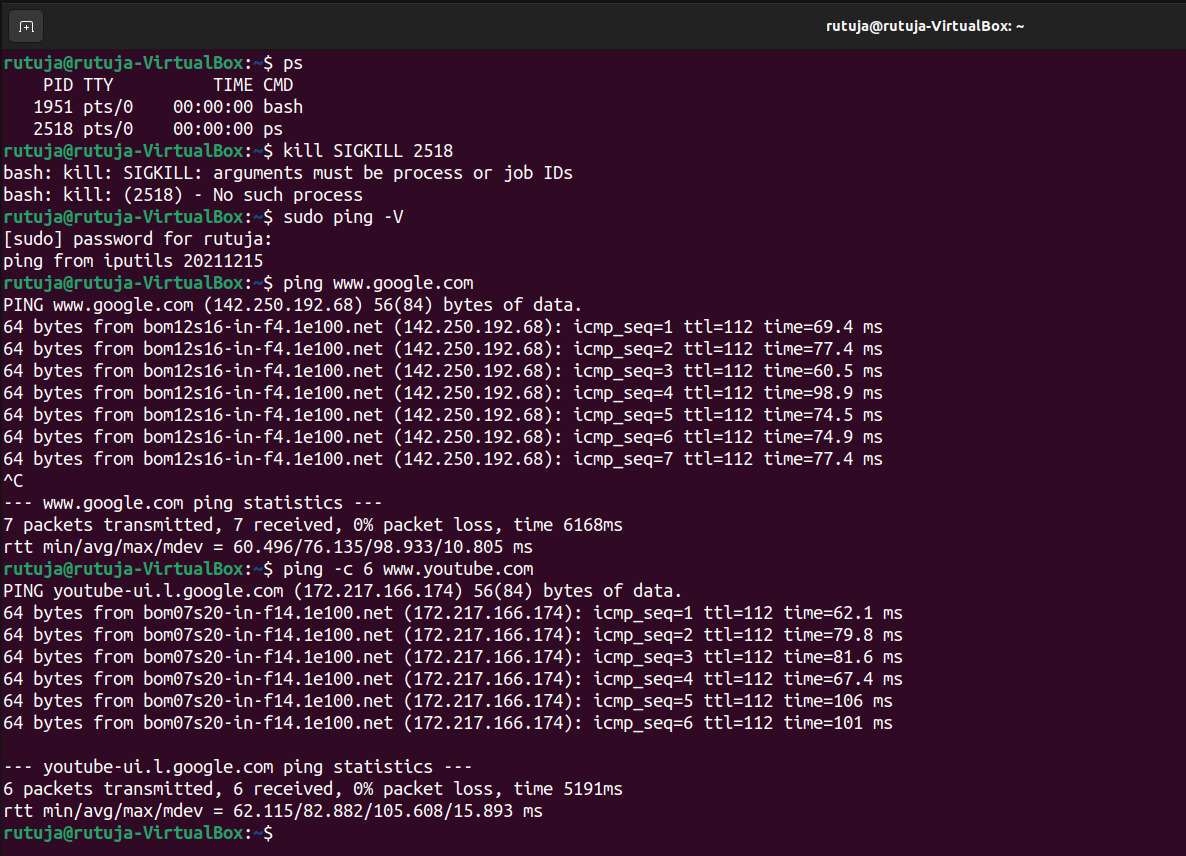 rutuja@rutuja-VirtualBox: ~
rutuja@rutuja-VirtualBox:~$ ps
    PID TTY          TIME CMD
   1951 pts/0    00:00:00 bash
   2518 pts/0    00:00:00 ps
rutuja@rutuja-VirtualBox:~$ kill SIGKILL 2518
bash: kill: SIGKILL: arguments must be process or job IDs
bash: kill: (2518) - No such process
rutuja@rutuja-VirtualBox:~$ sudo ping -V
[sudo] password for rutuja:
ping from iputils 20211215
rutuja@rutuja-VirtualBox:~$ ping www.google.com
PING www.google.com (142.250.192.68) 56(84) bytes of data.
64 bytes from bom12s16-in-f4.1e100.net (142.250.192.68): icmp_seq=1 ttl=112 time=69.4 ms
64 bytes from bom12s16-in-f4.1e100.net (142.250.192.68): icmp_seq=2 ttl=112 time=77.4 ms
64 bytes from bom12s16-in-f4.1e100.net (142.250.192.68): icmp_seq=3 ttl=112 time=60.5 ms
64 bytes from bom12s16-in-f4.1e100.net (142.250.192.68): icmp_seq=4 ttl=112 time=98.9 ms
64 bytes from bom12s16-in-f4.1e100.net (142.250.192.68): icmp_seq=5 ttl=112 time=74.5 ms
64 bytes from bom12s16-in-f4.1e100.net (142.250.192.68): icmp_seq=6 ttl=112 time=74.9 ms
64 bytes from bom12s16-in-f4.1e100.net (142.250.192.68): icmp_seq=7 ttl=112 time=77.4 ms
^C
--- www.google.com ping statistics ---
7 packets transmitted, 7 received, 0% packet loss, time 6168ms
rtt min/avg/max/mdev = 60.496/76.135/98.933/10.805 ms
rutuja@rutuja-VirtualBox:~$ ping -c 6 www.youtube.com
PING youtube-ui.l.google.com (172.217.166.174) 56(84) bytes of data.
64 bytes from bom07s20-in-f14.1e100.net (172.217.166.174): icmp_seq=1 ttl=112 time=62.1 ms
64 bytes from bom07s20-in-f14.1e100.net (172.217.166.174): icmp_seq=2 ttl=112 time=79.8 ms
64 bytes from bom07s20-in-f14.1e100.net (172.217.166.174): icmp_seq=3 ttl=112 time=81.6 ms
64 bytes from bom07s20-in-f14.1e100.net (172.217.166.174): icmp_seq=4 ttl=112 time=67.4 ms
64 bytes from bom07s20-in-f14.1e100.net (172.217.166.174): icmp_seq=5 ttl=112 time=106 ms
64 bytes from bom07s20-in-f14.1e100.net (172.217.166.174): icmp_seq=6 ttl=112 time=101 ms

--- youtube-ui.l.google.com ping statistics ---
6 packets transmitted, 6 received, 0% packet loss, time 5191ms
rtt min/avg/max/mdev = 62.115/82.882/105.608/15.893 ms
rutuja@rutuja-VirtualBox:~$